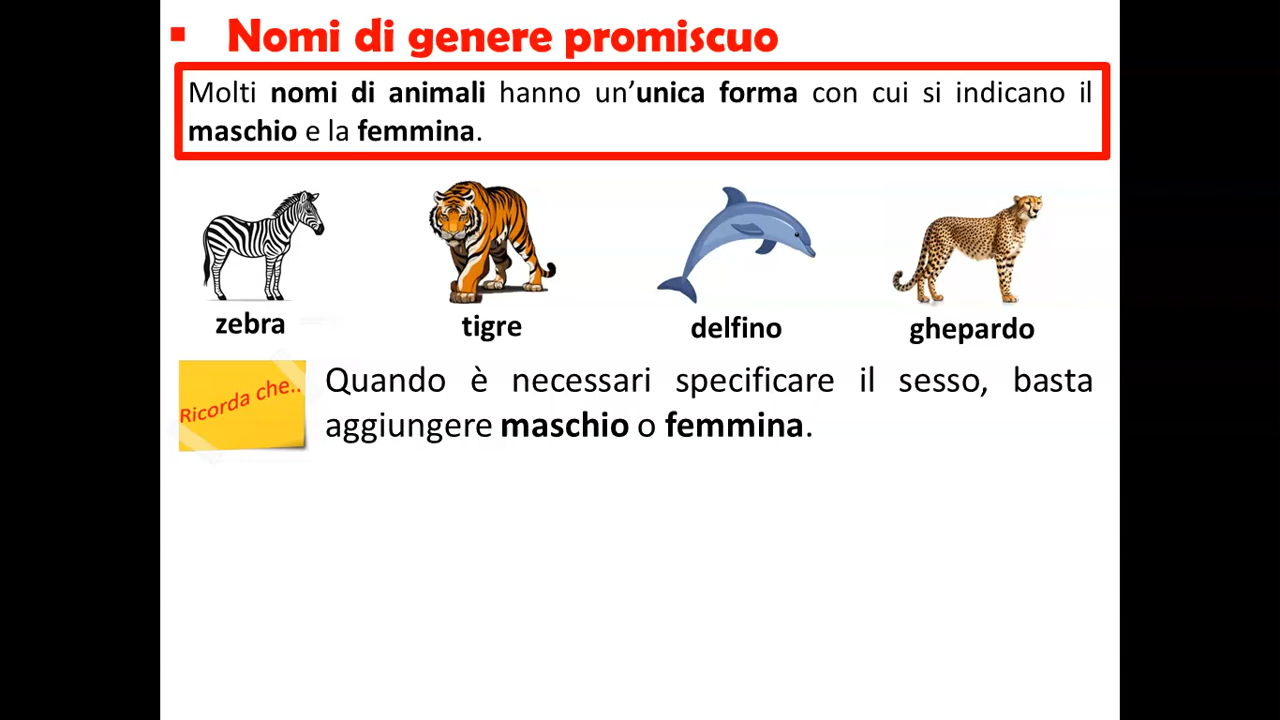 ▪ Nomi di genere promiscuo
Molti nomi di animali hanno un’unica forma con cui si indicano il
maschio e la femmina.
zebra
tigre
delfino
ghepardo
Ricorda che..
Quando è necessari specificare il sesso, basta
aggiungere maschio o femmina.